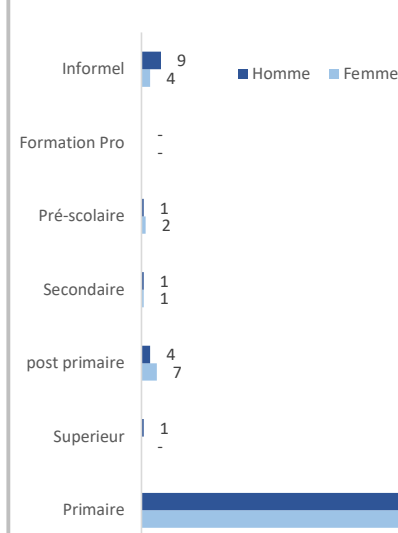 Informel
9
4
Homme Femme
Formation Pro
-
-
Pré-scolaire
1
2
Secondaire
1
1
post primaire
4
7
Superieur
1
-
Primaire